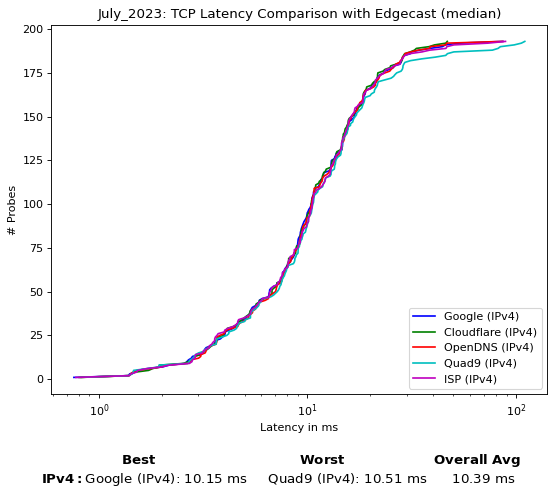 July_2023: TCP Latency Comparison with Edgecast (median)
200
175
150
125
100
75
50
25
0
# Probes
Google (IPv4)
Cloudflare (IPv4)
OpenDNS (IPv4)
Quad9 (IPv4)
ISP (IPv4)
10⁰ 10¹ 10²
Latency in ms
Best Worst Overall Avg
IPv4: Google (IPv4): 10.15 ms Quad9 (IPv4): 10.51 ms 10.39 ms